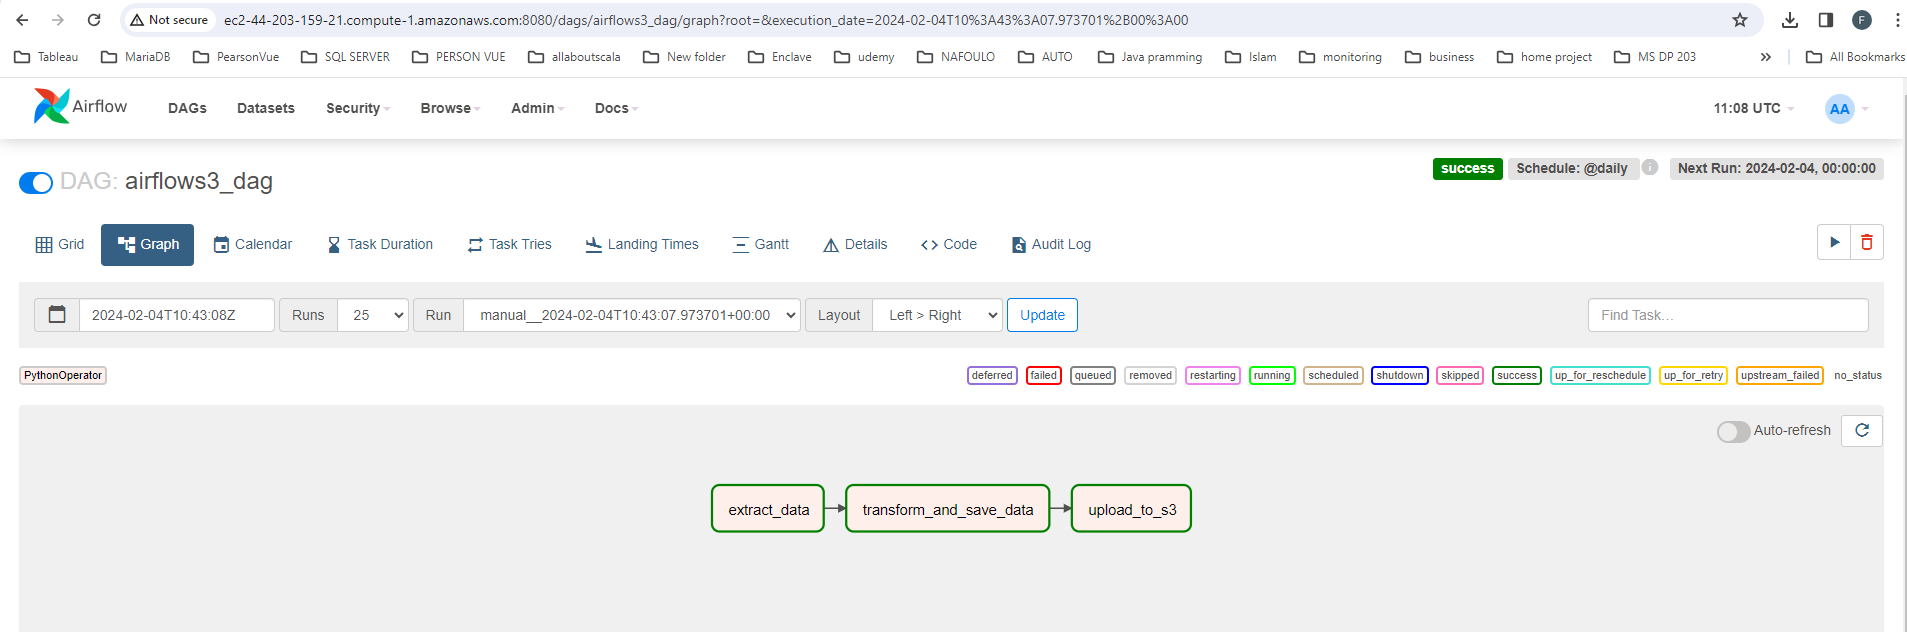 Not secure ec2-44-203-159-21.compute-1.amazonaws.com:8080/dags/airflows3_dag/graph?root=&execution_date=2024-02-04T10%3A43%3A07.973701%2B00%3A00 F
Tableau MariaDB PearsonVue SQL SERVER PERSON VUE allaboutscala New folder Enclave udemy NAFOULO AUTO Java pramming Islam monitoring business home project MS DP 203 » All Bookmarks
Airflow DAGs Datasets Security Browse Admin Docs 11:08 UTC AA
success Schedule: @daily i Next Run: 2024-02-04, 00:00:00
DAG: airflows3_dag
Grid Graph Calendar Task Duration Task Tries Landing Times Gantt Details <> Code Audit Log
2024-02-04T10:43:08Z Runs 25 Run manual__2024-02-04T10:43:07.973701+00:00 Layout Left > Right Update Find Task...
PythonOperator deferred failed queued removed restarting running scheduled shutdown skipped success up_for_reschedule up_for_retry upstream_failed no_status
Auto-refresh
extract_data transform_and_save_data upload_to_s3